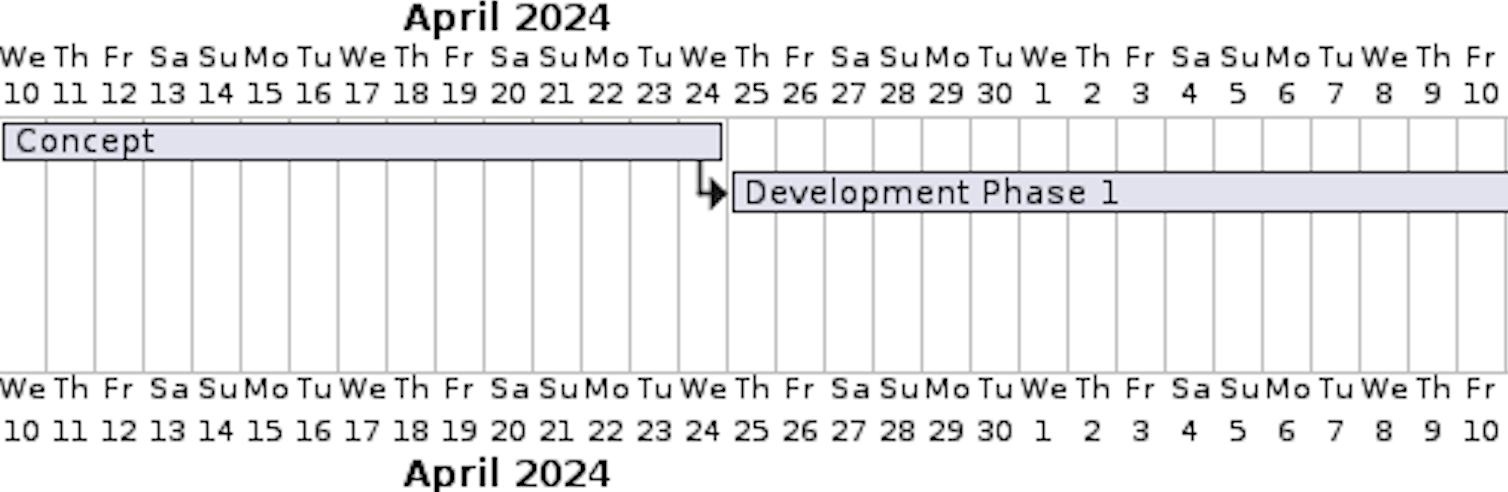 April 2024
We Th Fr Sa Su Mo Tu We Th Fr Sa Su Mo Tu We Th Fr Sa Su Mo Tu We Th Fr Sa Su Mo Tu We Th Fr
10 11 12 13 14 15 16 17 18 19 20 21 22 23 24 25 26 27 28 29 30 1 2 3 4 5 6 7 8 9 10
Concept
Development Phase 1
We Th Fr Sa Su Mo Tu We Th Fr Sa Su Mo Tu We Th Fr Sa Su Mo Tu We Th Fr Sa Su Mo Tu We Th Fr
10 11 12 13 14 15 16 17 18 19 20 21 22 23 24 25 26 27 28 29 30 1 2 3 4 5 6 7 8 9 10
April 2024